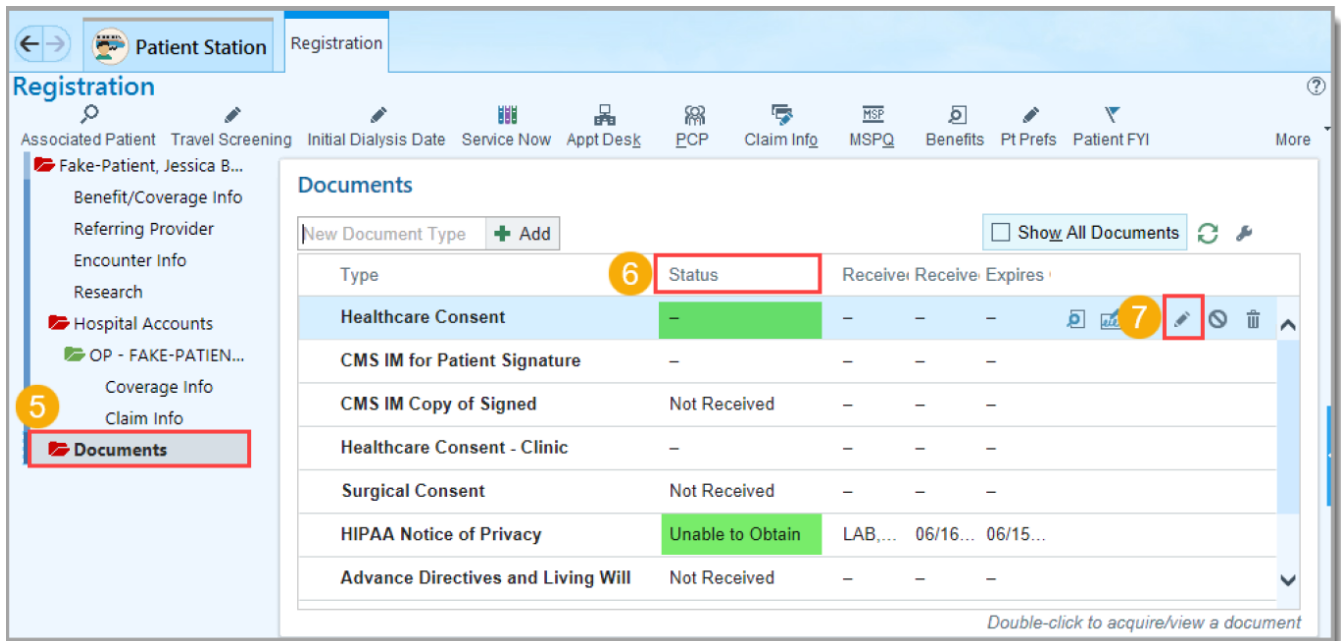 Patient Station
Registration
Registration
Associated Patient Travel Screening Initial Dialysis Date Service Now Appt Desk PCP Claim Info MSPQ Benefits Pt Prefs Patient FYI More
MSP
Fake-Patient, Jessica B...
Benefit/Coverage Info
Referring Provider
Encounter Info
Research
Hospital Accounts
OP - FAKE-PATIEN...
Coverage Info
5
Claim Info
Documents
Documents
New Document Type Add Show All Documents
Type 6 Status Receive Receive Expires
Healthcare Consent – – – – 7
CMS IM for Patient Signature – – – –
CMS IM Copy of Signed Not Received – – –
Healthcare Consent - Clinic – – – –
Surgical Consent Not Received – – –
HIPAA Notice of Privacy Unable to Obtain LAB,... 06/16... 06/15...
Advance Directives and Living Will Not Received – – –
Double-click to acquire/view a document